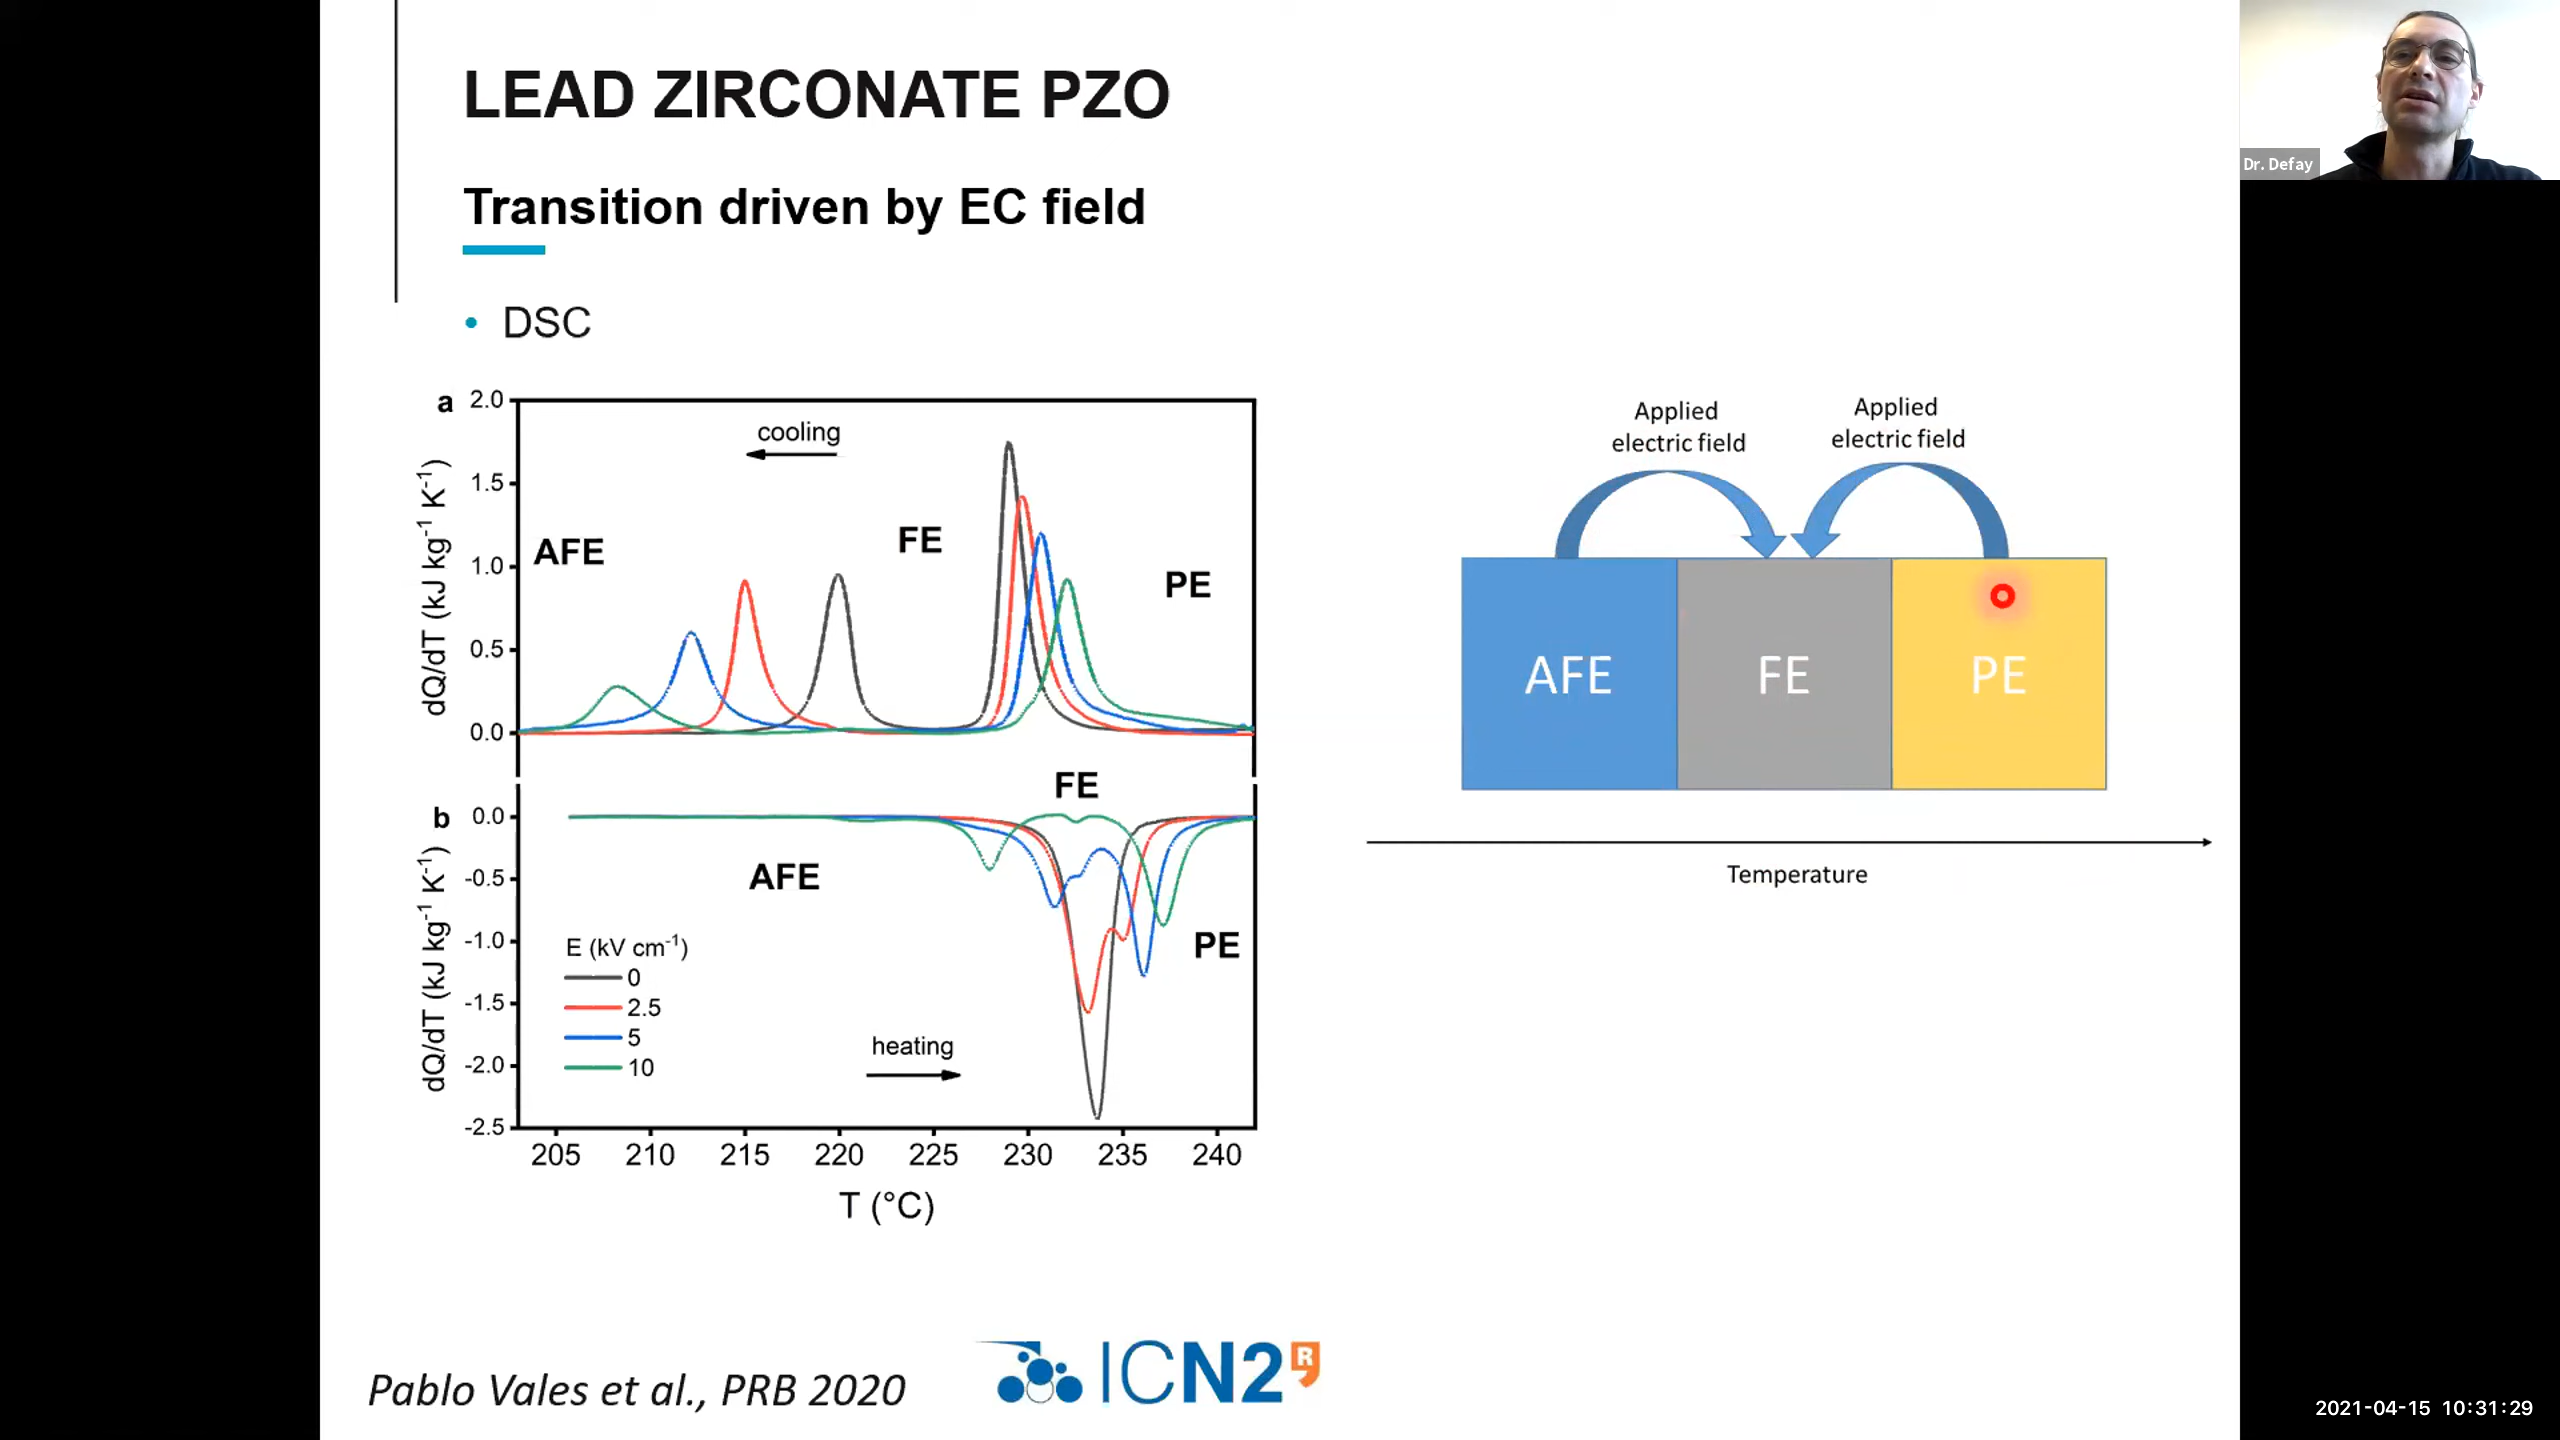 LEAD ZIRCONATE PZO
Transition driven by EC field
• DSC
a
2.0
1.5
1.0
0.5
0.0
dQ/dT (kJ kg⁻¹ K⁻¹)
cooling
AFE
FE
PE
b
0.0
-0.5
-1.0
-1.5
-2.0
-2.5
dQ/dT (kJ kg⁻¹ K⁻¹)
FE
AFE
PE
E (kV cm⁻¹)
0
2.5
5
10
heating
205 210 215 220 225 230 235 240
T (°C)
Applied
electric field
Applied
electric field
AFE
FE
PE
Temperature
Pablo Vales et al., PRB 2020
ICN2
R
Dr. Defay
2021-04-15 10:31:29